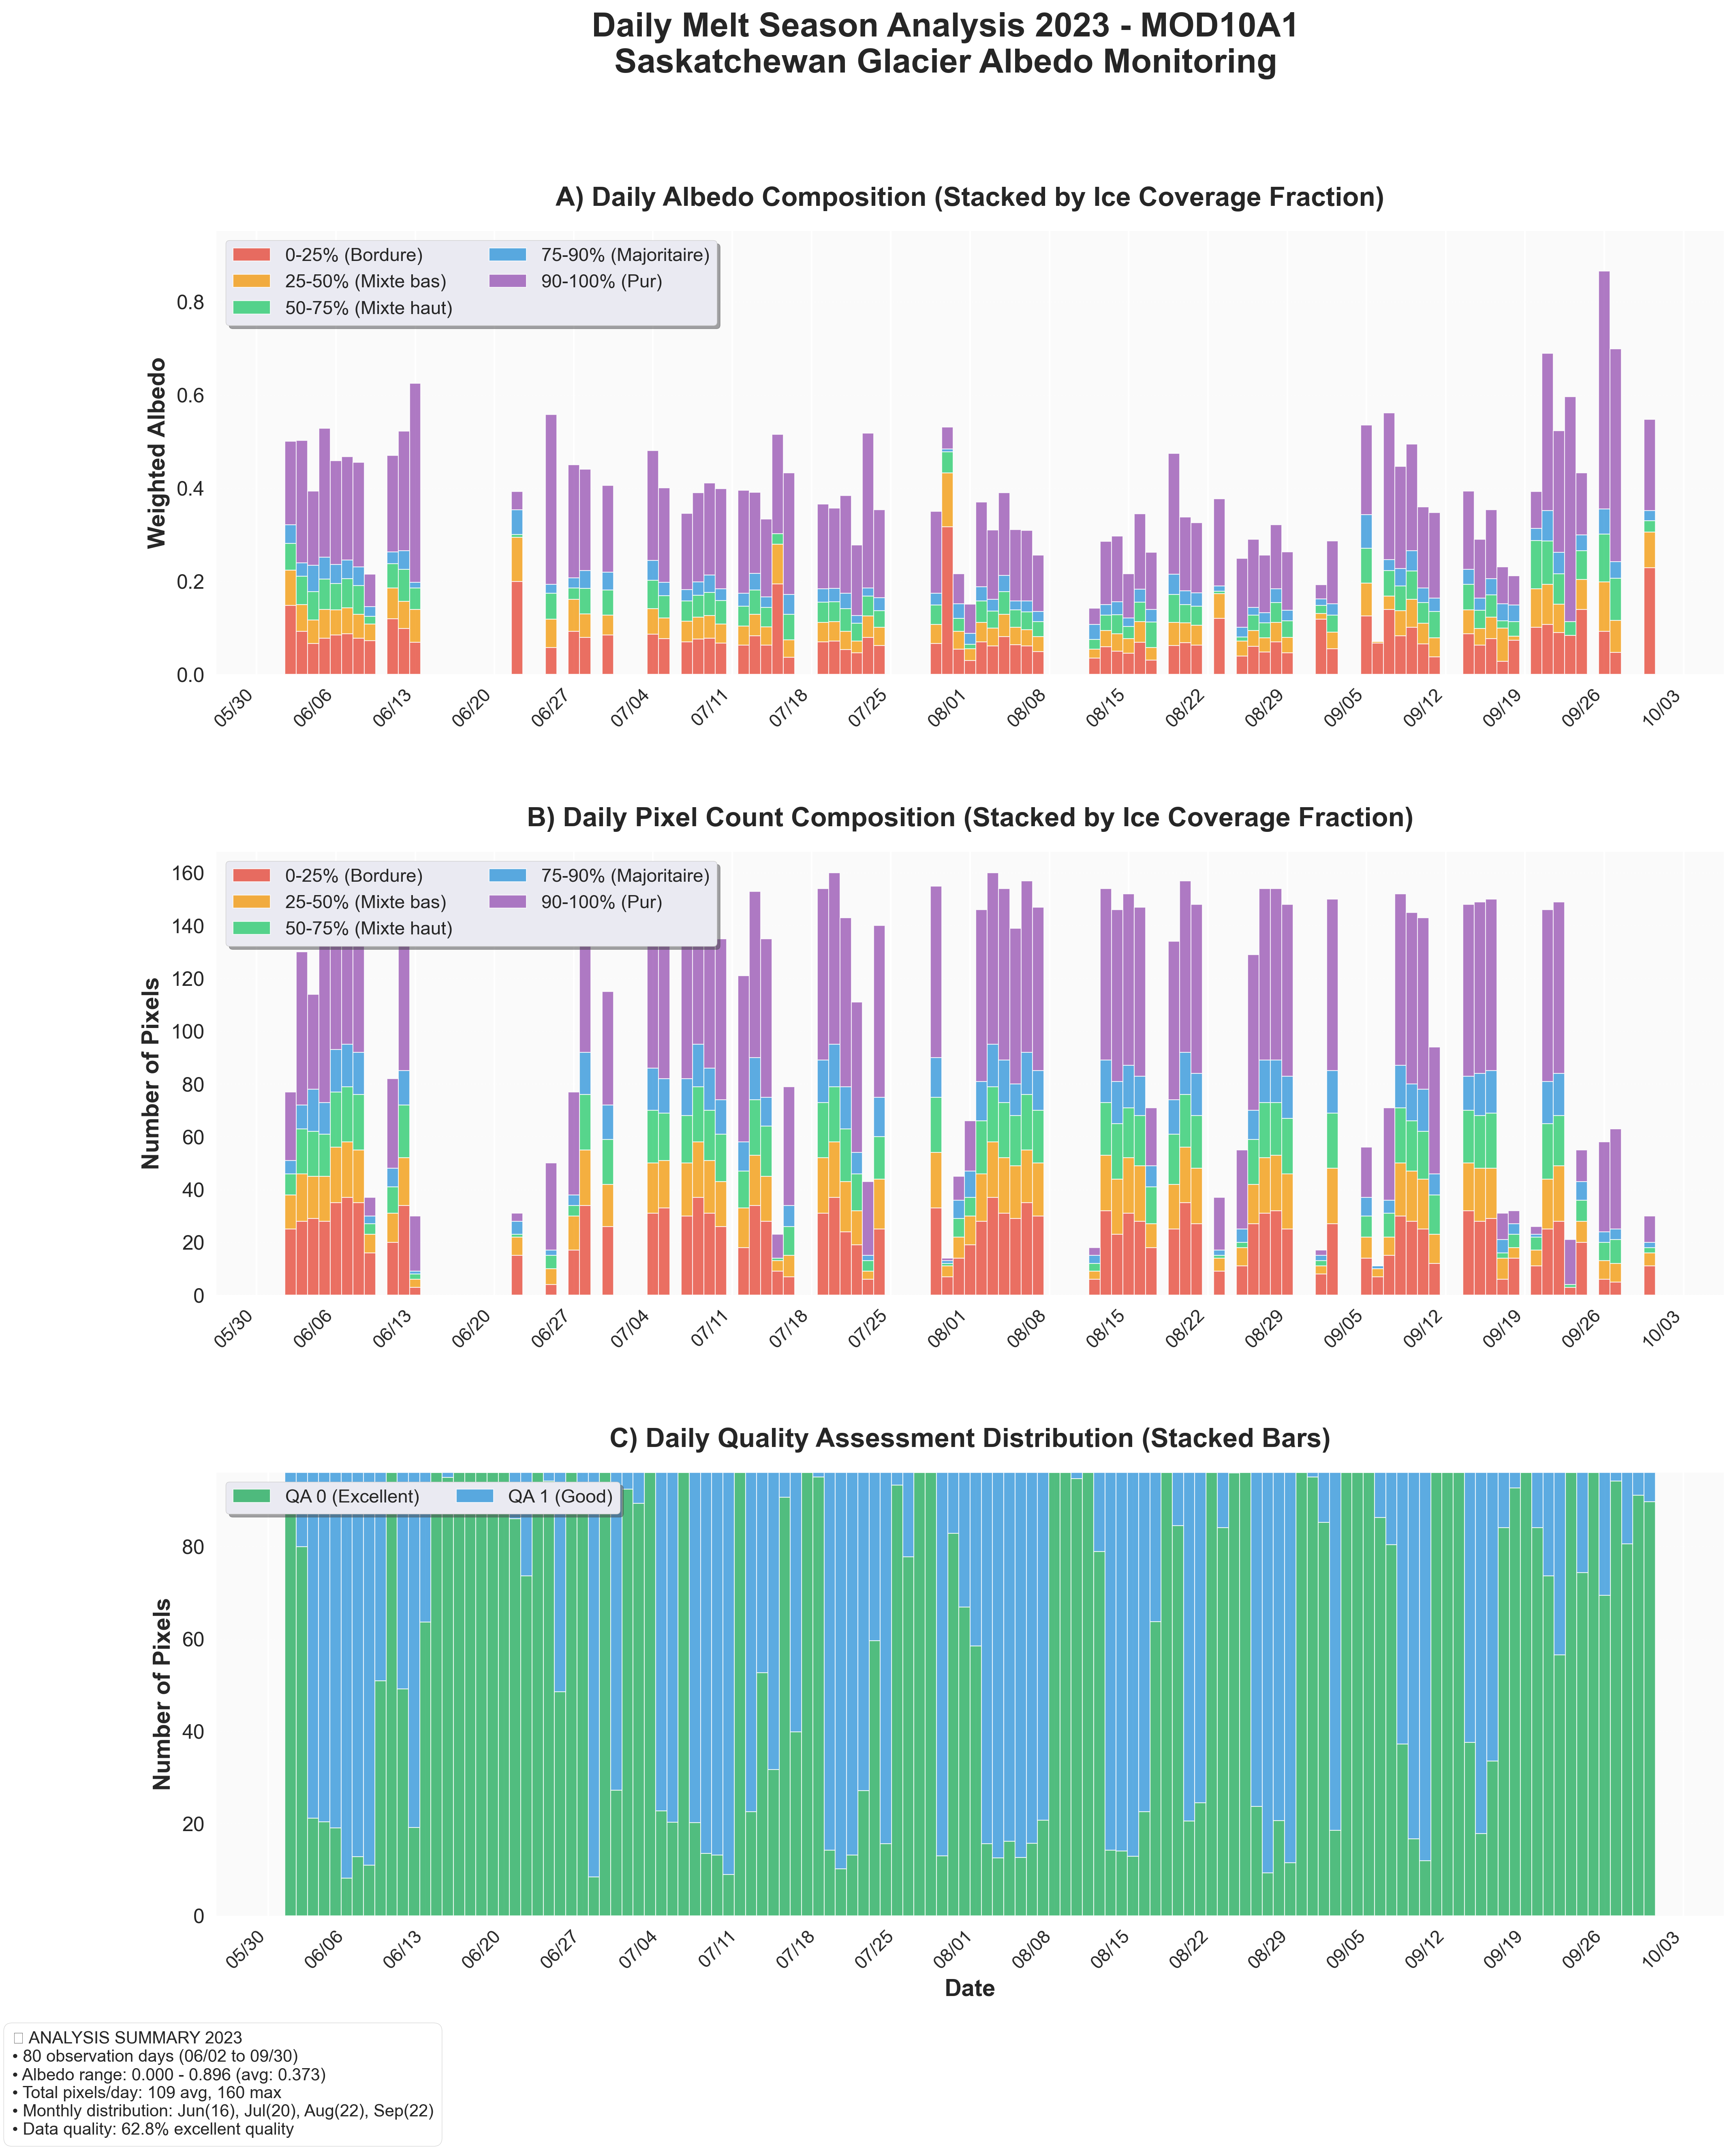 Daily Melt Season Analysis 2023 - MOD10A1
Saskatchewan Glacier Albedo Monitoring
A) Daily Albedo Composition (Stacked by Ice Coverage Fraction)
0-25% (Bordure)
25-50% (Mixte bas)
50-75% (Mixte haut)
75-90% (Majoritaire)
90-100% (Pur)
Weighted Albedo
0.8
0.6
0.4
0.2
0.0
05/30 06/06 06/13 06/20 06/27 07/04 07/11 07/18 07/25 08/01 08/08 08/15 08/22 08/29 09/05 09/12 09/19 09/26 10/03
B) Daily Pixel Count Composition (Stacked by Ice Coverage Fraction)
0-25% (Bordure)
25-50% (Mixte bas)
50-75% (Mixte haut)
75-90% (Majoritaire)
90-100% (Pur)
Number of Pixels
160
140
120
100
80
60
40
20
0
05/30 06/06 06/13 06/20 06/27 07/04 07/11 07/18 07/25 08/01 08/08 08/15 08/22 08/29 09/05 09/12 09/19 09/26 10/03
C) Daily Quality Assessment Distribution (Stacked Bars)
QA 0 (Excellent) QA 1 (Good)
Number of Pixels
80
60
40
20
0
05/30 06/06 06/13 06/20 06/27 07/04 07/11 07/18 07/25 08/01 08/08 08/15 08/22 08/29 09/05 09/12 09/19 09/26 10/03
Date
ANALYSIS SUMMARY 2023
• 80 observation days (06/02 to 09/30)
• Albedo range: 0.000 - 0.896 (avg: 0.373)
• Total pixels/day: 109 avg, 160 max
• Monthly distribution: Jun(16), Jul(20), Aug(22), Sep(22)
• Data quality: 62.8% excellent quality